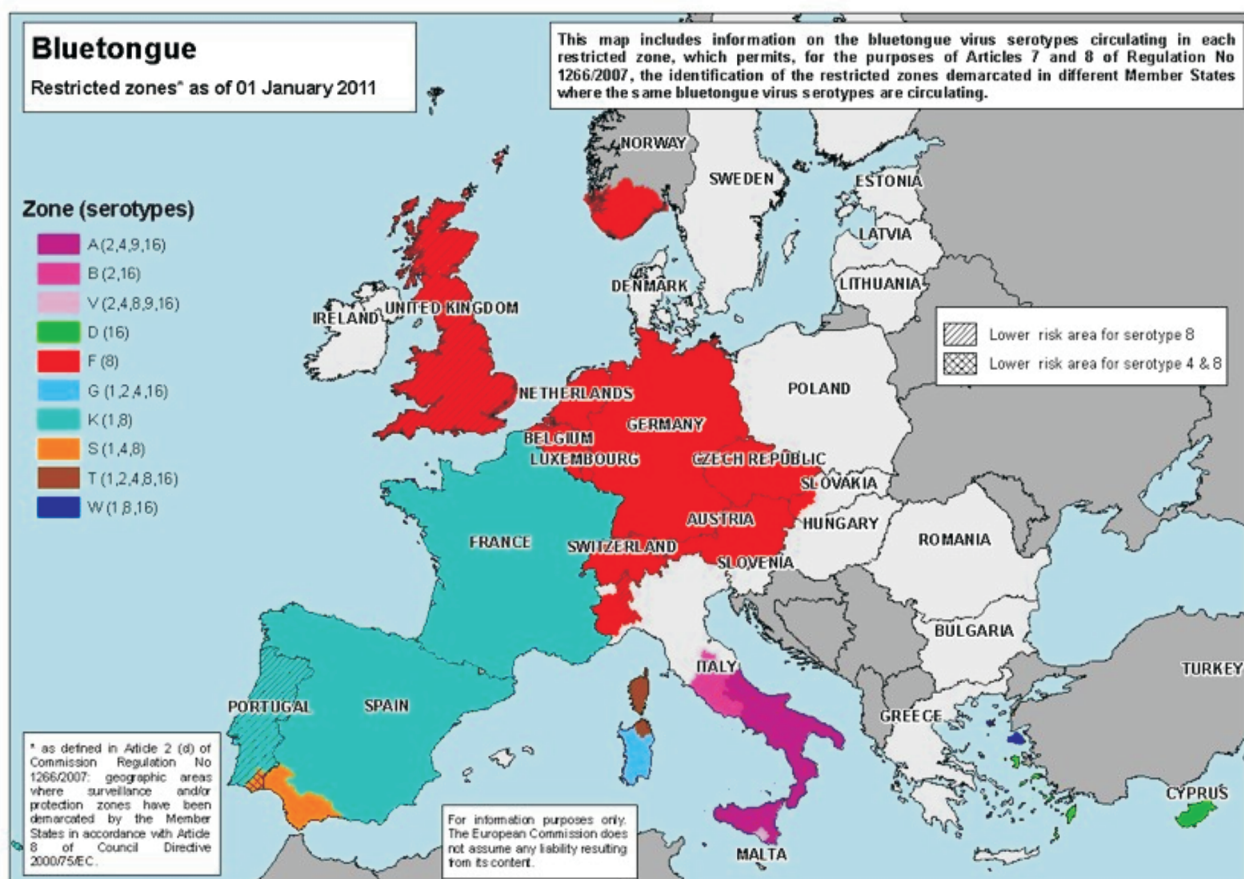 Bluetongue
Restricted zones* as of 01 January 2011
This map includes information on the bluetongue virus serotypes circulating in each
restricted zone, which permits, for the purposes of Articles 7 and 8 of Regulation No
1266/2007, the identification of the restricted zones demarcated in different Member States
where the same bluetongue virus serotypes are circulating.
Zone (serotypes)
A (2,4,9,16)
B (2,16)
V (2,4,8,9,16)
D (16)
F (8)
G (1,2,4,16)
K (1,8)
S (1,4,8)
T (1,2,4,8,16)
W (1,8,16)
Lower risk area for serotype 8
Lower risk area for serotype 4 & 8
NORWAY
SWEDEN
ESTONIA
LATVIA
LITHUANIA
DENMARK
IRELAND
UNITED KINGDOM
NETHERLANDS
POLAND
GERMANY
BELGIUM
LUXEMBOURG
CZECH REPUBLIC
SLOVAKIA
AUSTRIA
HUNGARY
FRANCE
SWITZERLAND
ROMANIA
SLOVENIA
BULGARIA
ITALY
TURKEY
PORTUGAL
SPAIN
GREECE
CYPRUS
MALTA
* as defined in Article 2 (d) of
Commission Regulation No
1266/2007: geographic areas
where surveillance and/or
protection zones have been
demarcated by the Member
States in accordance with Article
8 of Council Directive
2000/75/EC.
For information purposes only.
The European Commission does
not assume any liability resulting
from its content.